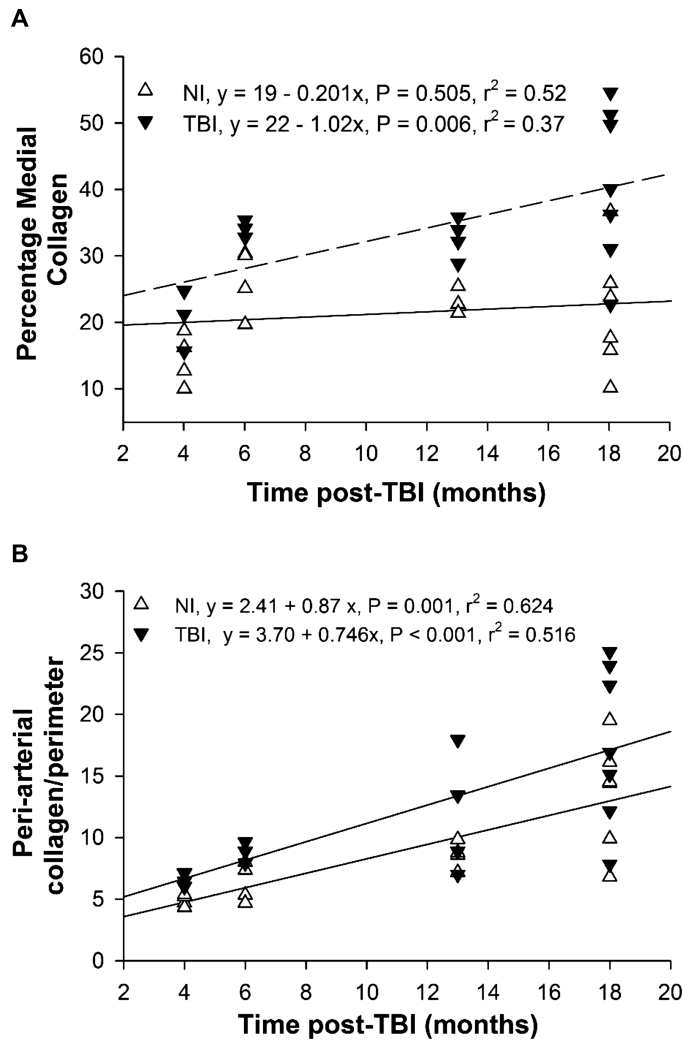 A
60
50
40
30
20
10
Percentage Medial
Collagen
NI, y = 19 - 0.201x, P = 0.505, r² = 0.52
TBI, y = 22 - 1.02x, P = 0.006, r² = 0.37
2 4 6 8 10 12 14 16 18 20
Time post-TBI (months)
B
30
25
20
15
10
5
0
Peri-arterial
collagen/perimeter
NI, y = 2.41 + 0.87 x, P = 0.001, r² = 0.624
TBI, y = 3.70 + 0.746x, P < 0.001, r² = 0.516
2 4 6 8 10 12 14 16 18 20
Time post-TBI (months)